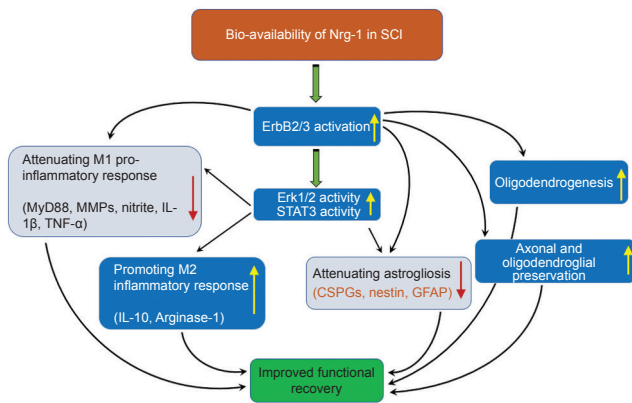 Bio-availability of Nrg-1 in SCI
ErbB2/3 activation
Attenuating M1 pro-
inflammatory response
(MyD88, MMPs, nitrite, IL-
1β, TNF-α)
Oligodendrogenesis
Erk1/2 activity
STAT3 activity
Axonal and
oligodendroglial
preservation
Promoting M2
inflammatory response
(IL-10, Arginase-1)
Attenuating astrogliosis
(CSPGs, nestin, GFAP)
Improved functional
recovery